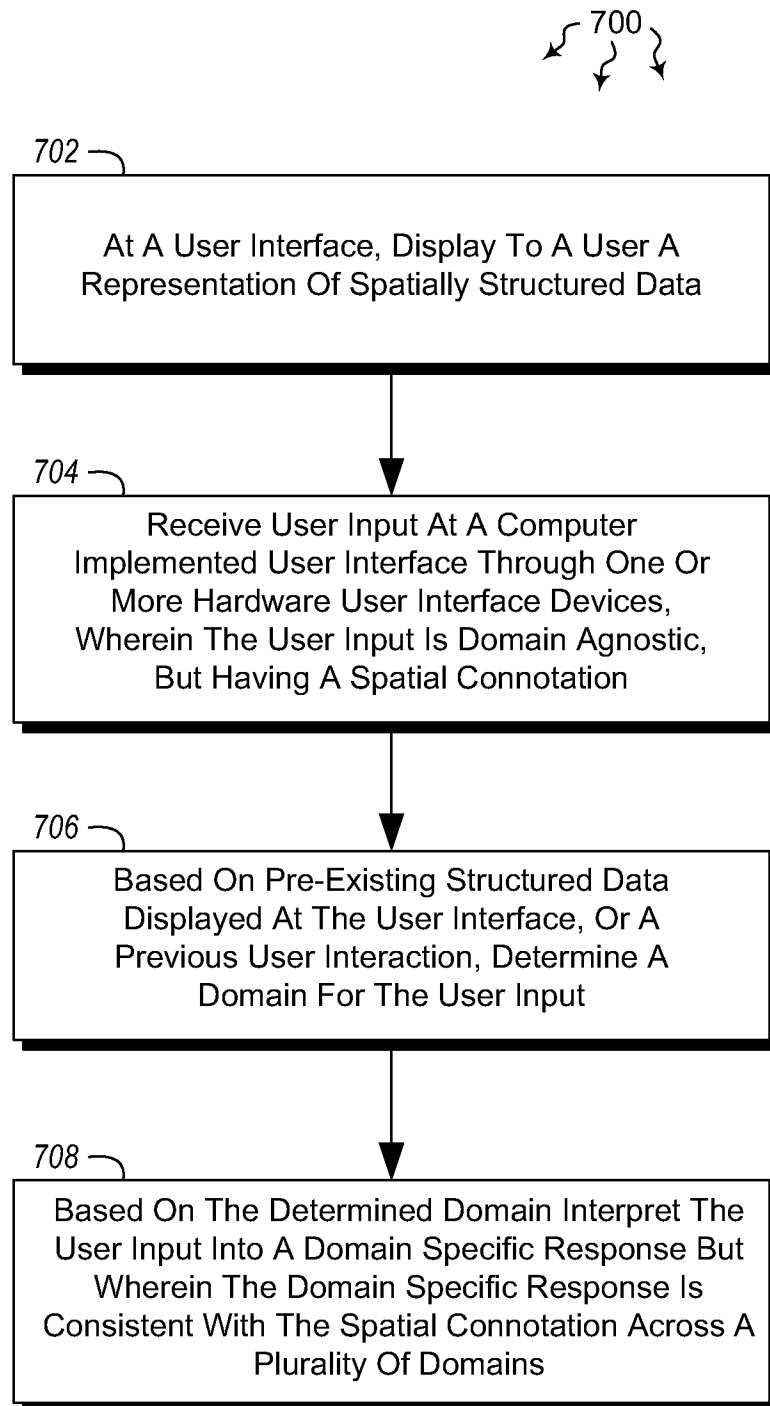 700
702
At A User Interface, Display To A User A
Representation Of Spatially Structured Data
704
Receive User Input At A Computer
Implemented User Interface Through One Or
More Hardware User Interface Devices,
Wherein The User Input Is Domain Agnostic,
But Having A Spatial Connotation
706
Based On Pre-Existing Structured Data
Displayed At The User Interface, Or A
Previous User Interaction, Determine A
Domain For The User Input
708
Based On The Determined Domain Interpret The
User Input Into A Domain Specific Response But
Wherein The Domain Specific Response Is
Consistent With The Spatial Connotation Across A
Plurality Of Domains